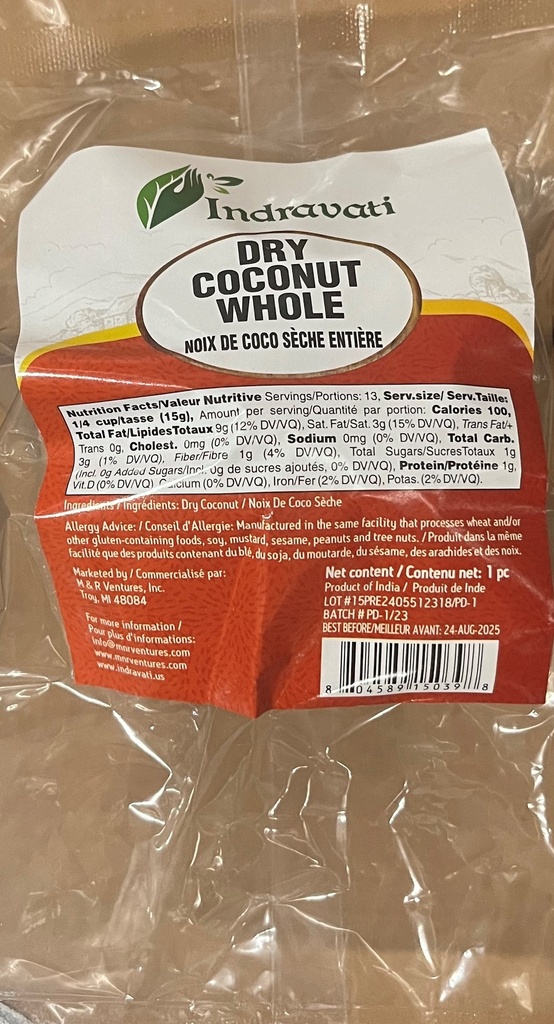 Indravati
DRY
COCONUT
WHOLE
NOIX DE COCO SÈCHE ENTIÈRE
Nutrition Facts/Valeur Nutritive Servings/Portions: 13, Serv.size/ Serv.Taille:
1/4 cup/tasse (15g), Amount per serving/Quantité par portion: Calories 100,
Total Fat/LipidesTotaux 9g (12% DV/VQ), Sat. Fat/Sat. 3g (15% DV/VQ), Trans Fat/+
Trans 0g, Cholest. 0mg (0% DV/VQ), Sodium 0mg (0% DV/VQ), Total Carb.
3g (1% DV/VQ), Fiber/Fibre 1g (4% DV/VQ), Total Sugars/SucresTotaux 1g
(Incl. 0g Added Sugars/Incl. 0g de sucres ajoutés, 0% DV/VQ), Protein/Protéine 1g,
Vit.D (0% DV/VQ) Calcium (0% DV/VQ), Iron/Fer (2% DV/VQ), Potas. (2% DV/VQ).
Ingredients / Ingrédients: Dry Coconut / Noix De Coco Sèche
Allergy Advice: / Conseil d'Allergie: Manufactured in the same facility that processes wheat and/or
other gluten-containing foods, soy, mustard, sesame, peanuts and tree nuts. / Produit dans la même
facilité que des produits contenant du blé, du soja, du moutarde, du sésame, des arachides et des noix.
Marketed by / Commercialisé par:
M & R Ventures, Inc.
Troy, MI 48084
For more information /
Pour plus d'informations:
info@mnrventures.com
www.mnrventures.com
www.indravati.us
Net content / Contenu net: 1 pc
Product of India / Produit de Inde
LOT #15PRE2405512318/PD-1
BATCH # PD-1/23
BEST BEFORE/MEILLEUR AVANT: 24-AUG-2025
8 04589 15039 8